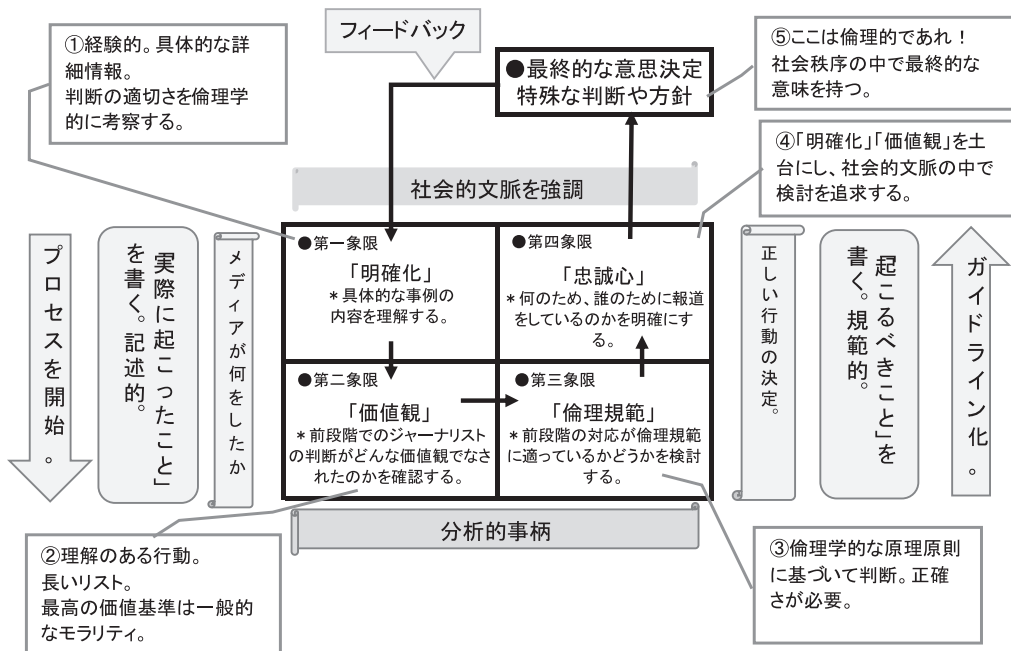 フィードバック
①経験的。具体的な詳
細情報。
判断の適切さを倫理学
的に考察する。
●最終的な意思決定
特殊な判断や方針
⑤ここは倫理的であれ！
社会秩序の中で最終的な
意味を持つ。
④「明確化」「価値観」を土
台にし、社会的文脈の中で
検討を追求する。
社会的文脈を強調
プロセスを開始。
「実際に起こったこと」
を書く。記述的。
メディアが何をしたか
●第一象限
「明確化」
＊具体的な事例の
内容を理解する。
●第四象限
「忠誠心」
＊何のため、誰のために報道
をしているのかを明確にす
る。
●第二象限
「価値観」
＊前段階でのジャーナリスト
の判断がどんな価値観でなさ
れたのかを確認する。
●第三象限
「倫理規範」
＊前段階の対応が倫理規範
に適っているかどうかを検討
する。
正しい行動の決定。
「起こるべきこと」を
書く。規範的。
ガイドライン化。
分析的事柄
②理解のある行動。
長いリスト。
最高の価値基準は一般的
なモラリティ。
③倫理学的な原理原則
に基づいて判断。正確
さが必要。